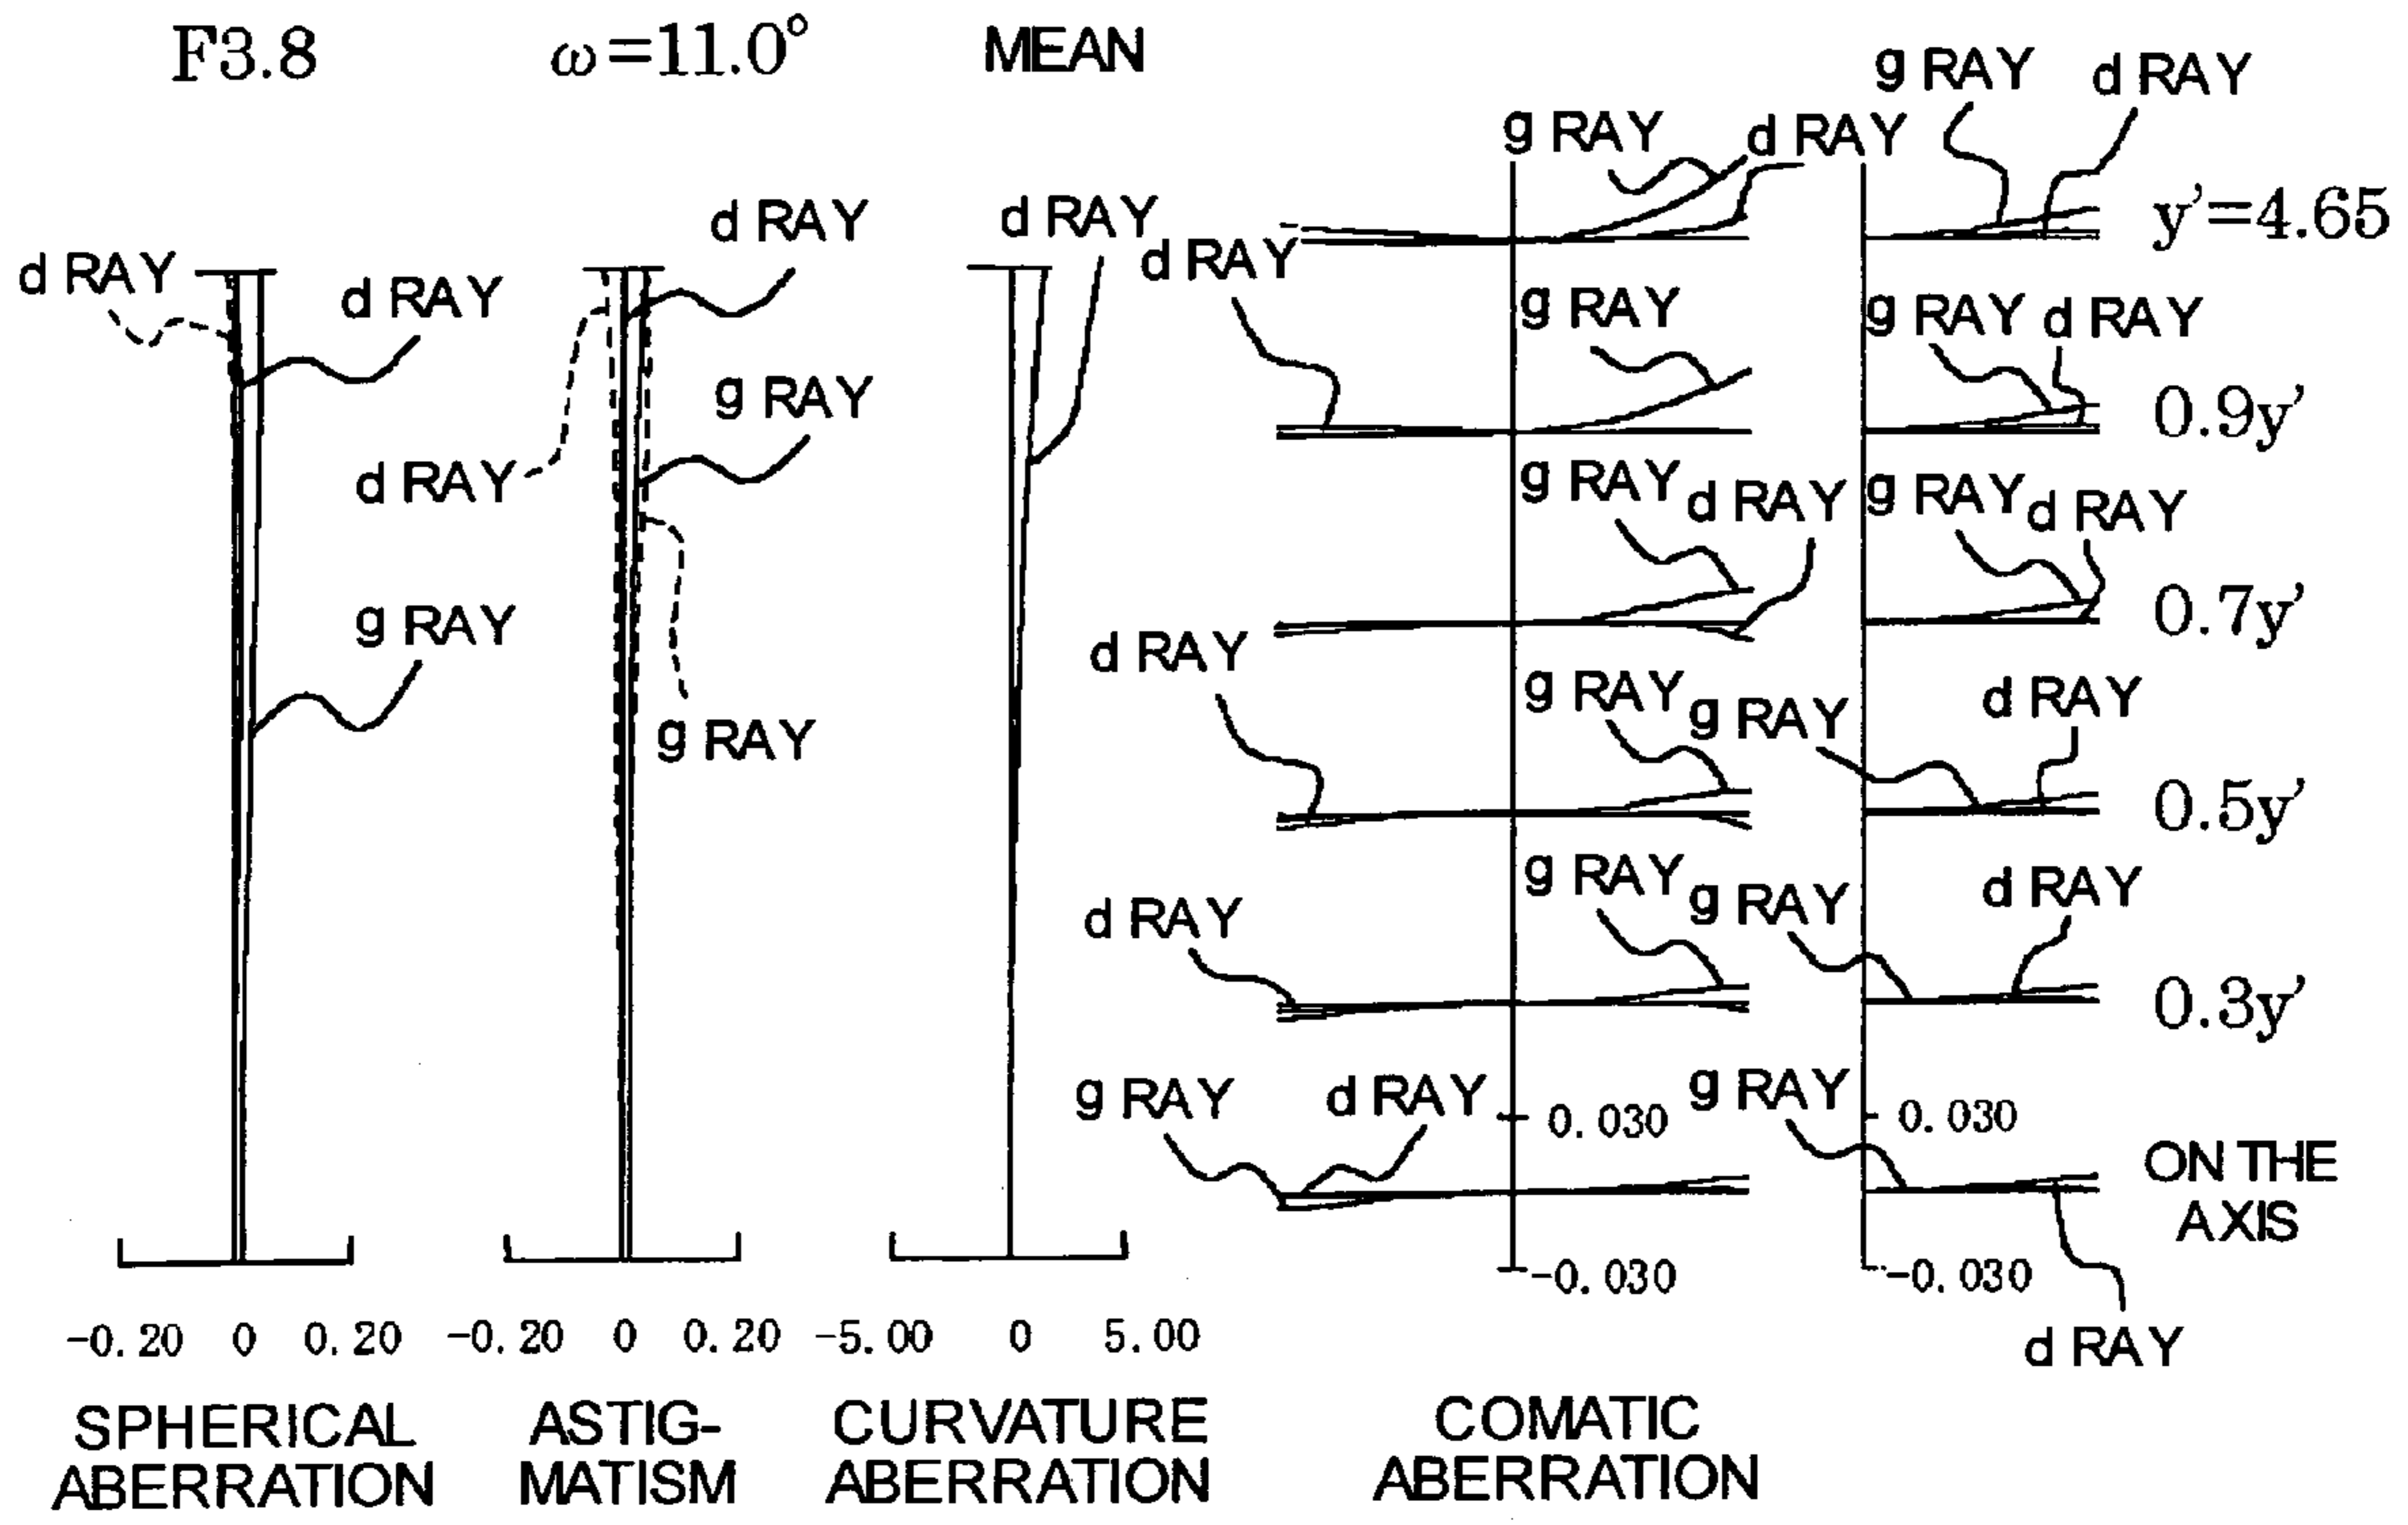 F3.8
ω=11.0°
MEAN
g RAY
d RAY
g RAY
d RAY
y'=4.65
d RAY
d RAY
d RAY
g RAY
d RAY
g RAY
d RAY
d RAY
g RAY
d RAY
g RAY
g RAY
d RAY
0.9y'
g RAY
d RAY
g RAY
d RAY
0.7y'
d RAY
g RAY
g RAY
d RAY
0.5y'
d RAY
g RAY
g RAY
d RAY
0.3y'
g RAY
d RAY
g RAY
0.030
0.030
ON THE
AXIS
-0.030
-0.030
d RAY
-0.20 0 0.20
-0.20 0 0.20
-5.00 0 5.00
SPHERICAL
ABERRATION
ASTIG-
MATISM
CURVATURE
ABERRATION
COMATIC
ABERRATION